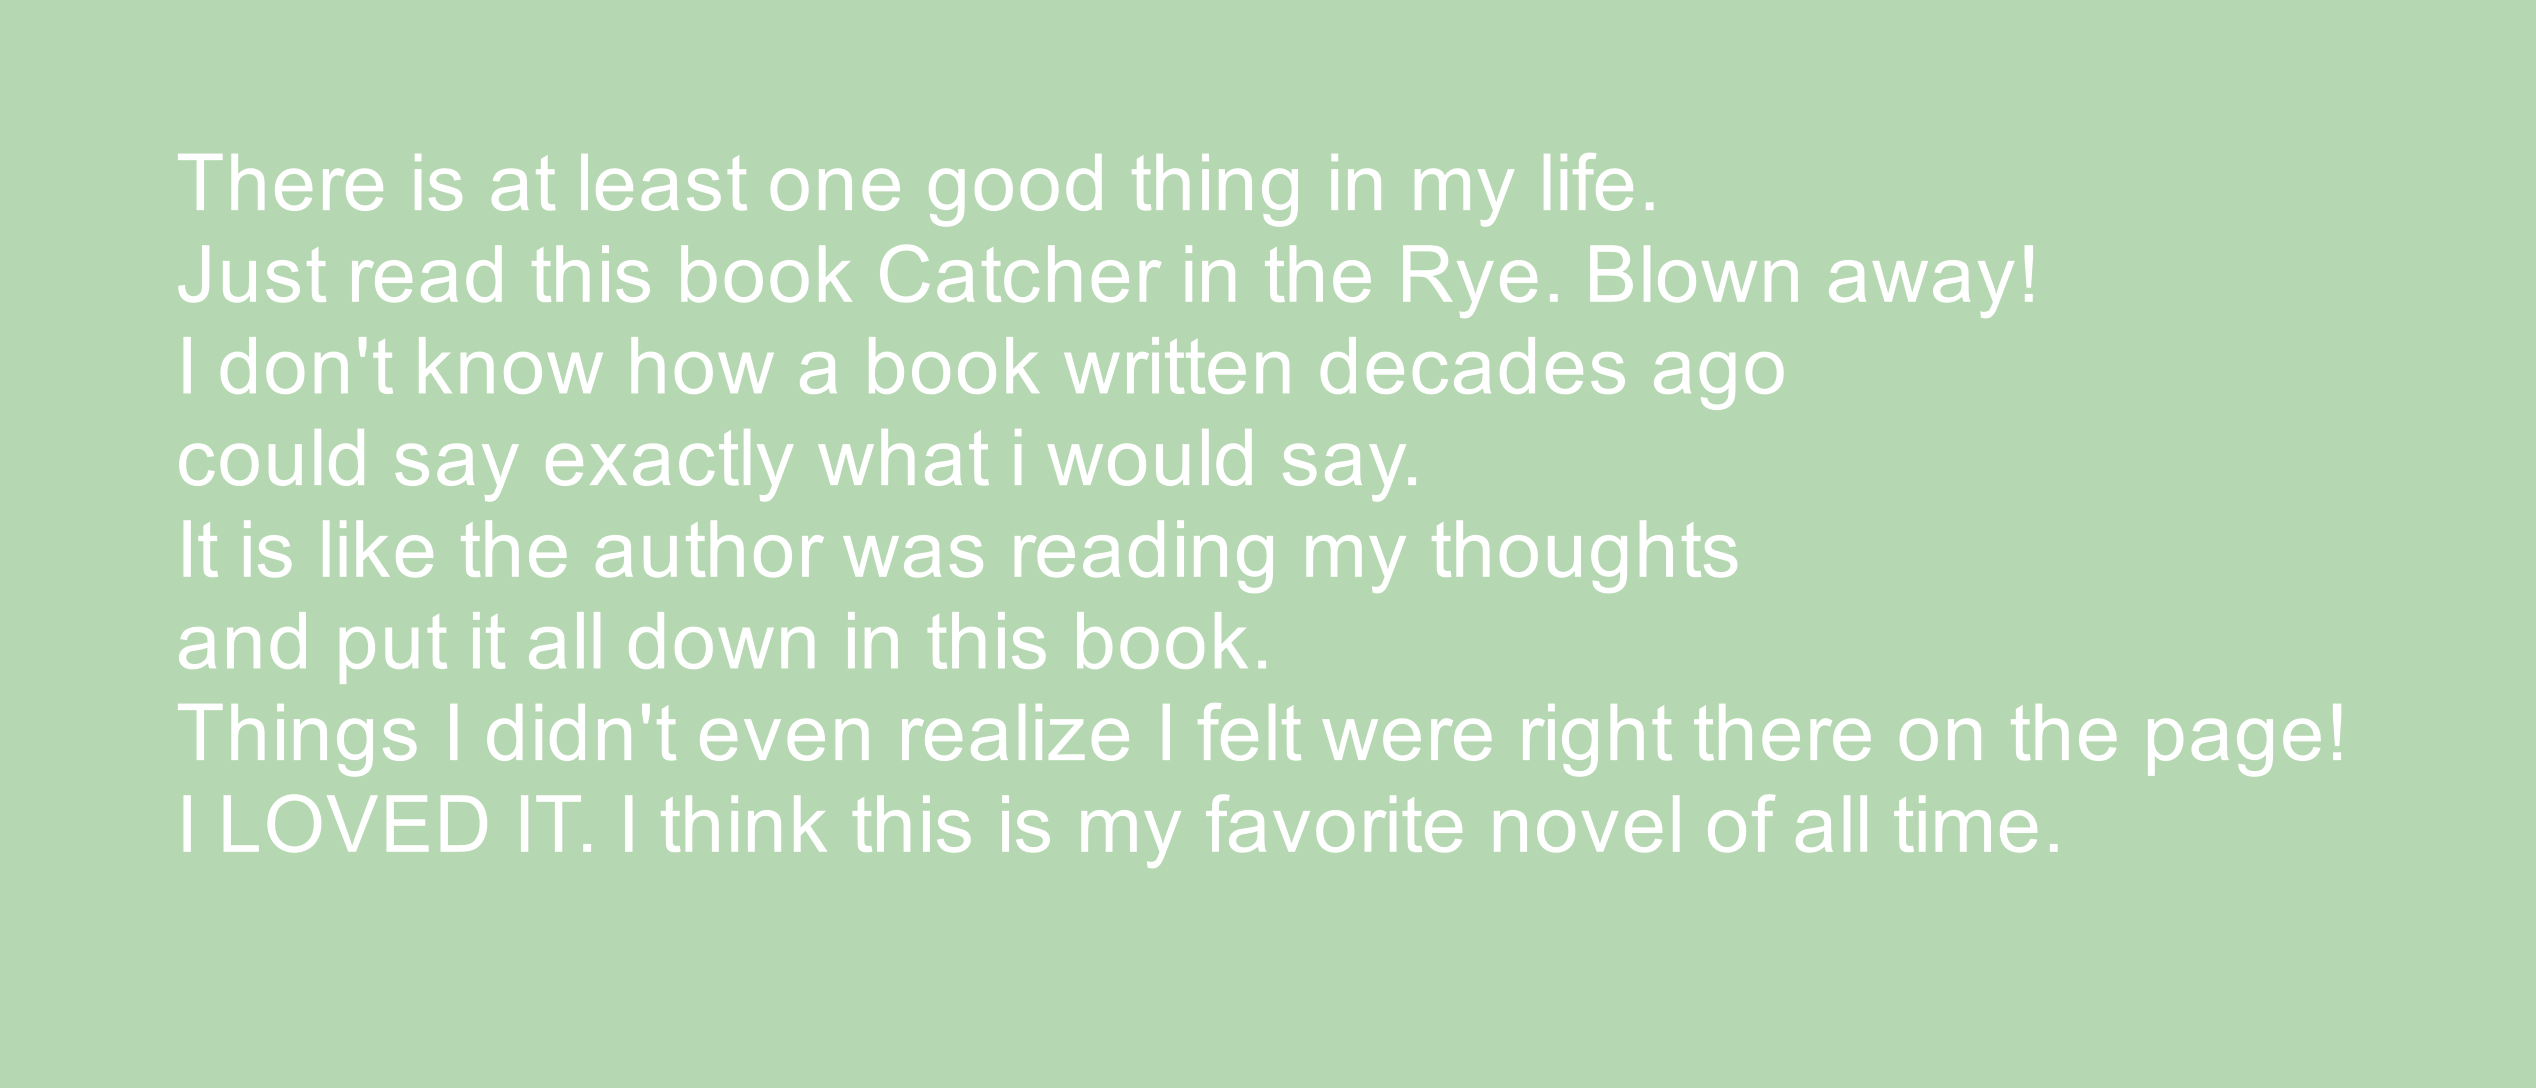 There is at least one good thing in my life.
Just read this book Catcher in the Rye. Blown away!
I don't know how a book written decades ago
could say exactly what i would say.
It is like the author was reading my thoughts
and put it all down in this book.
Things I didn't even realize I felt were right there on the page!
I LOVED IT. I think this is my favorite novel of all time.